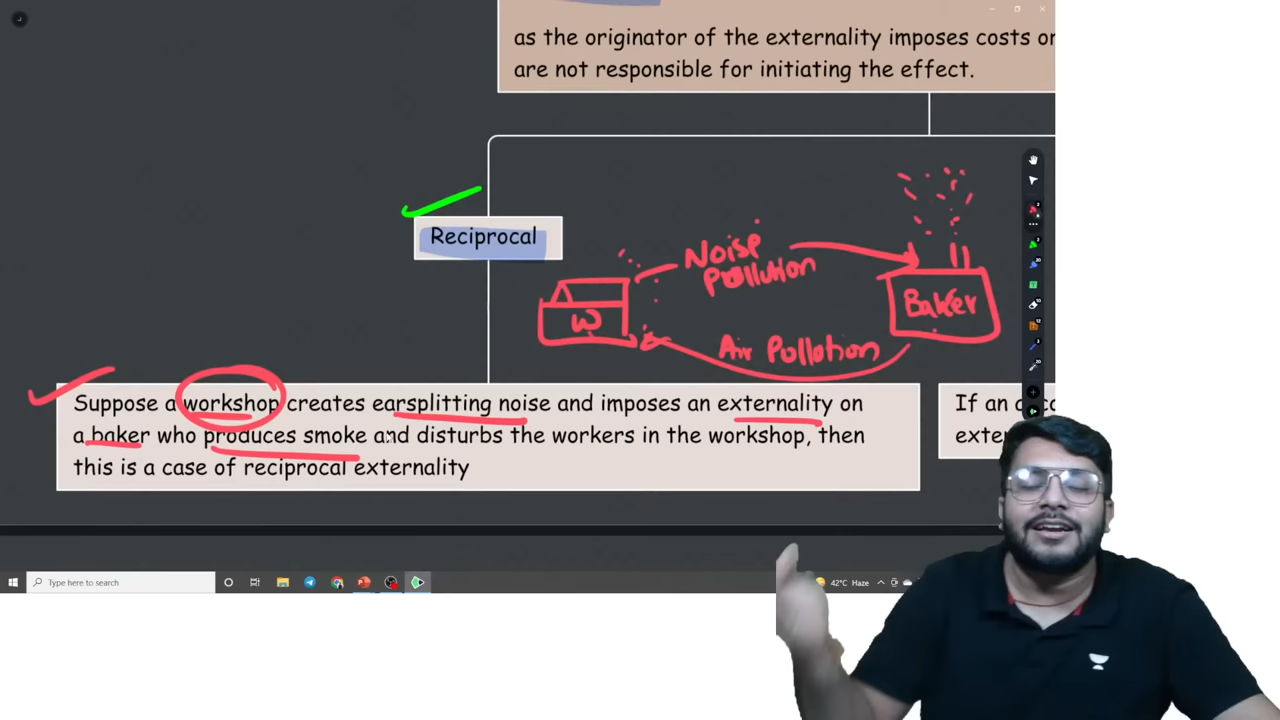 as the originator of the externality imposes costs or
are not responsible for initiating the effect.
Reciprocal
Noise
Pollution
W
Baker
Air Pollution
Suppose a workshop creates earsplitting noise and imposes an externality on
a baker who produces smoke and disturbs the workers in the workshop, then
this is a case of reciprocal externality
If an
exter
Type here to search
42°C Haze